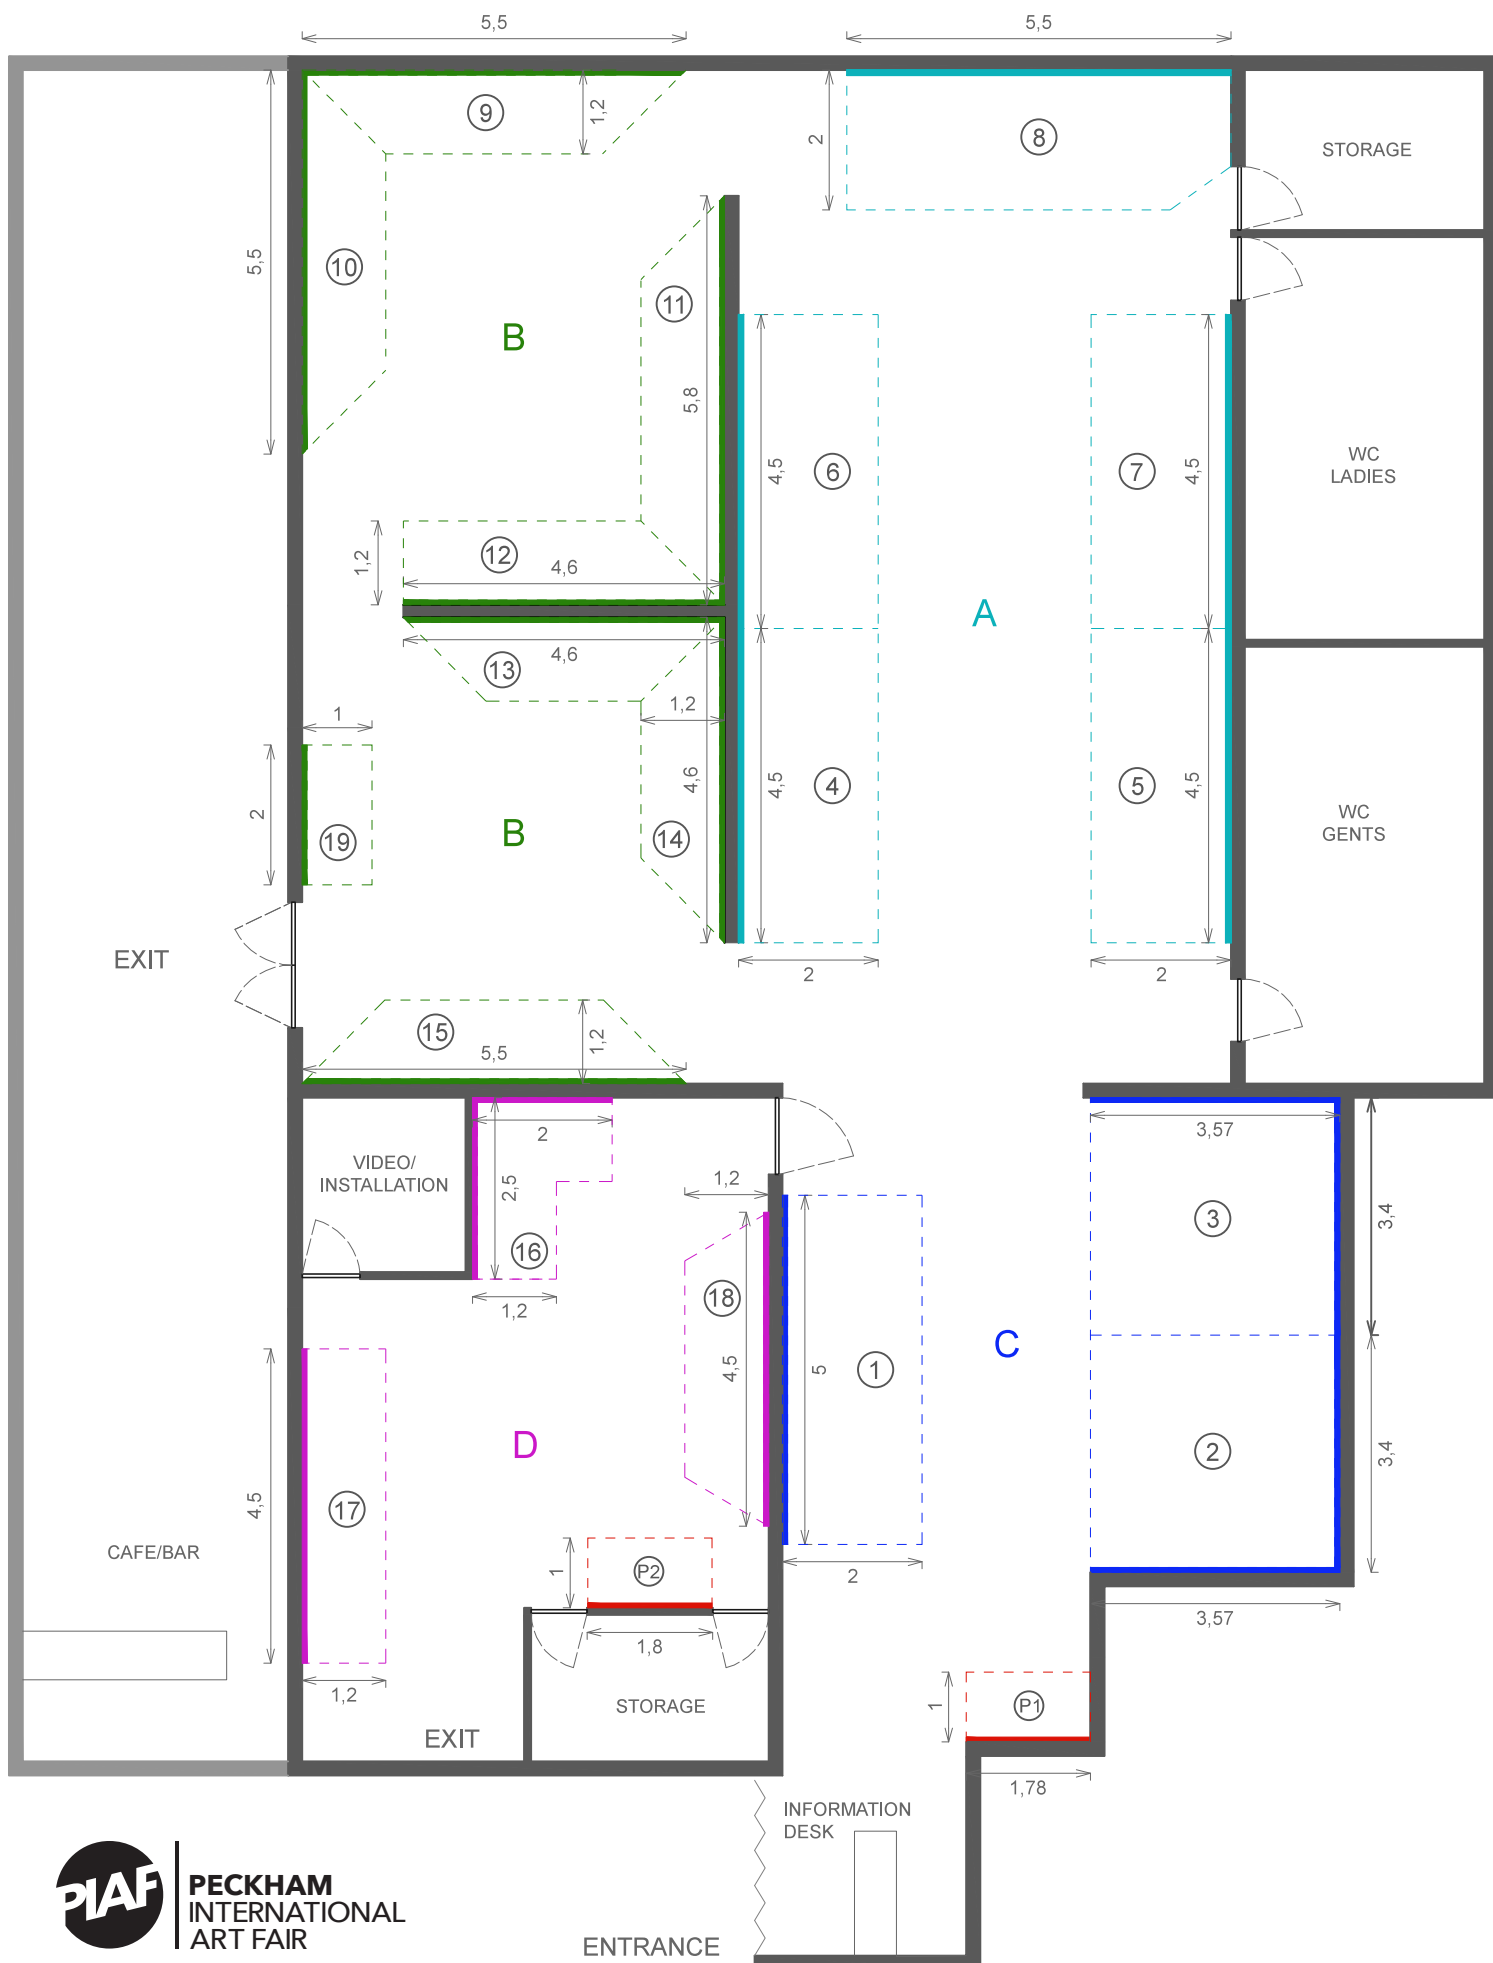 5,5
5,5
9
1,2
2
8
STORAGE
5,5
10
11
B
5,8
4,5
6
7
4,5
WC
LADIES
1,2
12
4,6
A
4,6
13
1
1,2
2
19
B
4,6
14
4,5
4
5
4,5
WC
GENTS
EXIT
2
2
15
1,2
5,5
VIDEO/
INSTALLATION
2
2,5
16
1,2
1,2
18
4,5
3,57
3
3,4
5
1
C
2
3,4
D
4,5
17
CAFE/BAR
1
P2
2
1,8
3,57
1,2
STORAGE
1
P1
EXIT
1,78
INFORMATION
DESK
PIAF
PECKHAM
INTERNATIONAL
ART FAIR
ENTRANCE